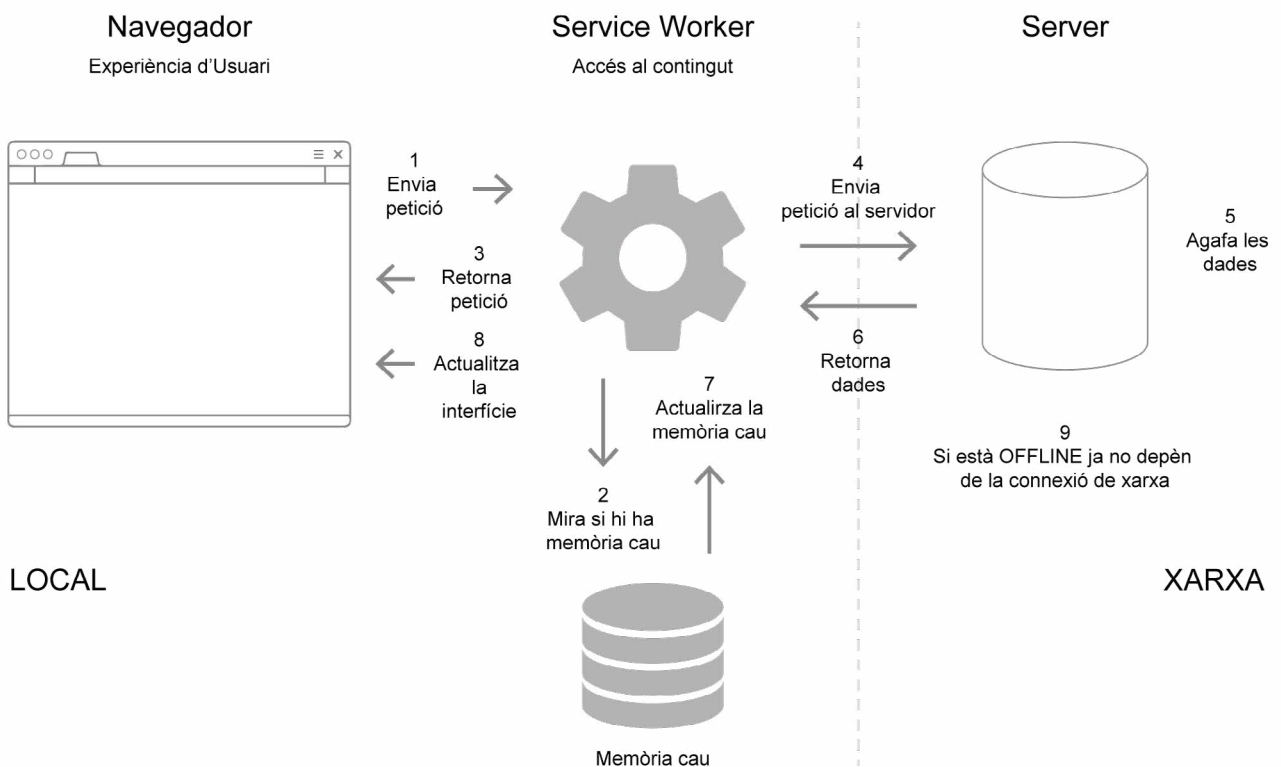 Navegador
Experiència d'Usuari
Service Worker
Accés al contingut
Server
1
Envia
petició
3
Retorna
petició
8
Actualitza
la
interfície
4
Envia
petició al servidor
5
Agafa les
dades
6
Retorna
dades
7
Actualirza la
memòria cau
2
Mira si hi ha
memòria cau
9
Si està OFFLINE ja no depèn
de la connexió de xarxa
LOCAL
XARXA
Memòria cau